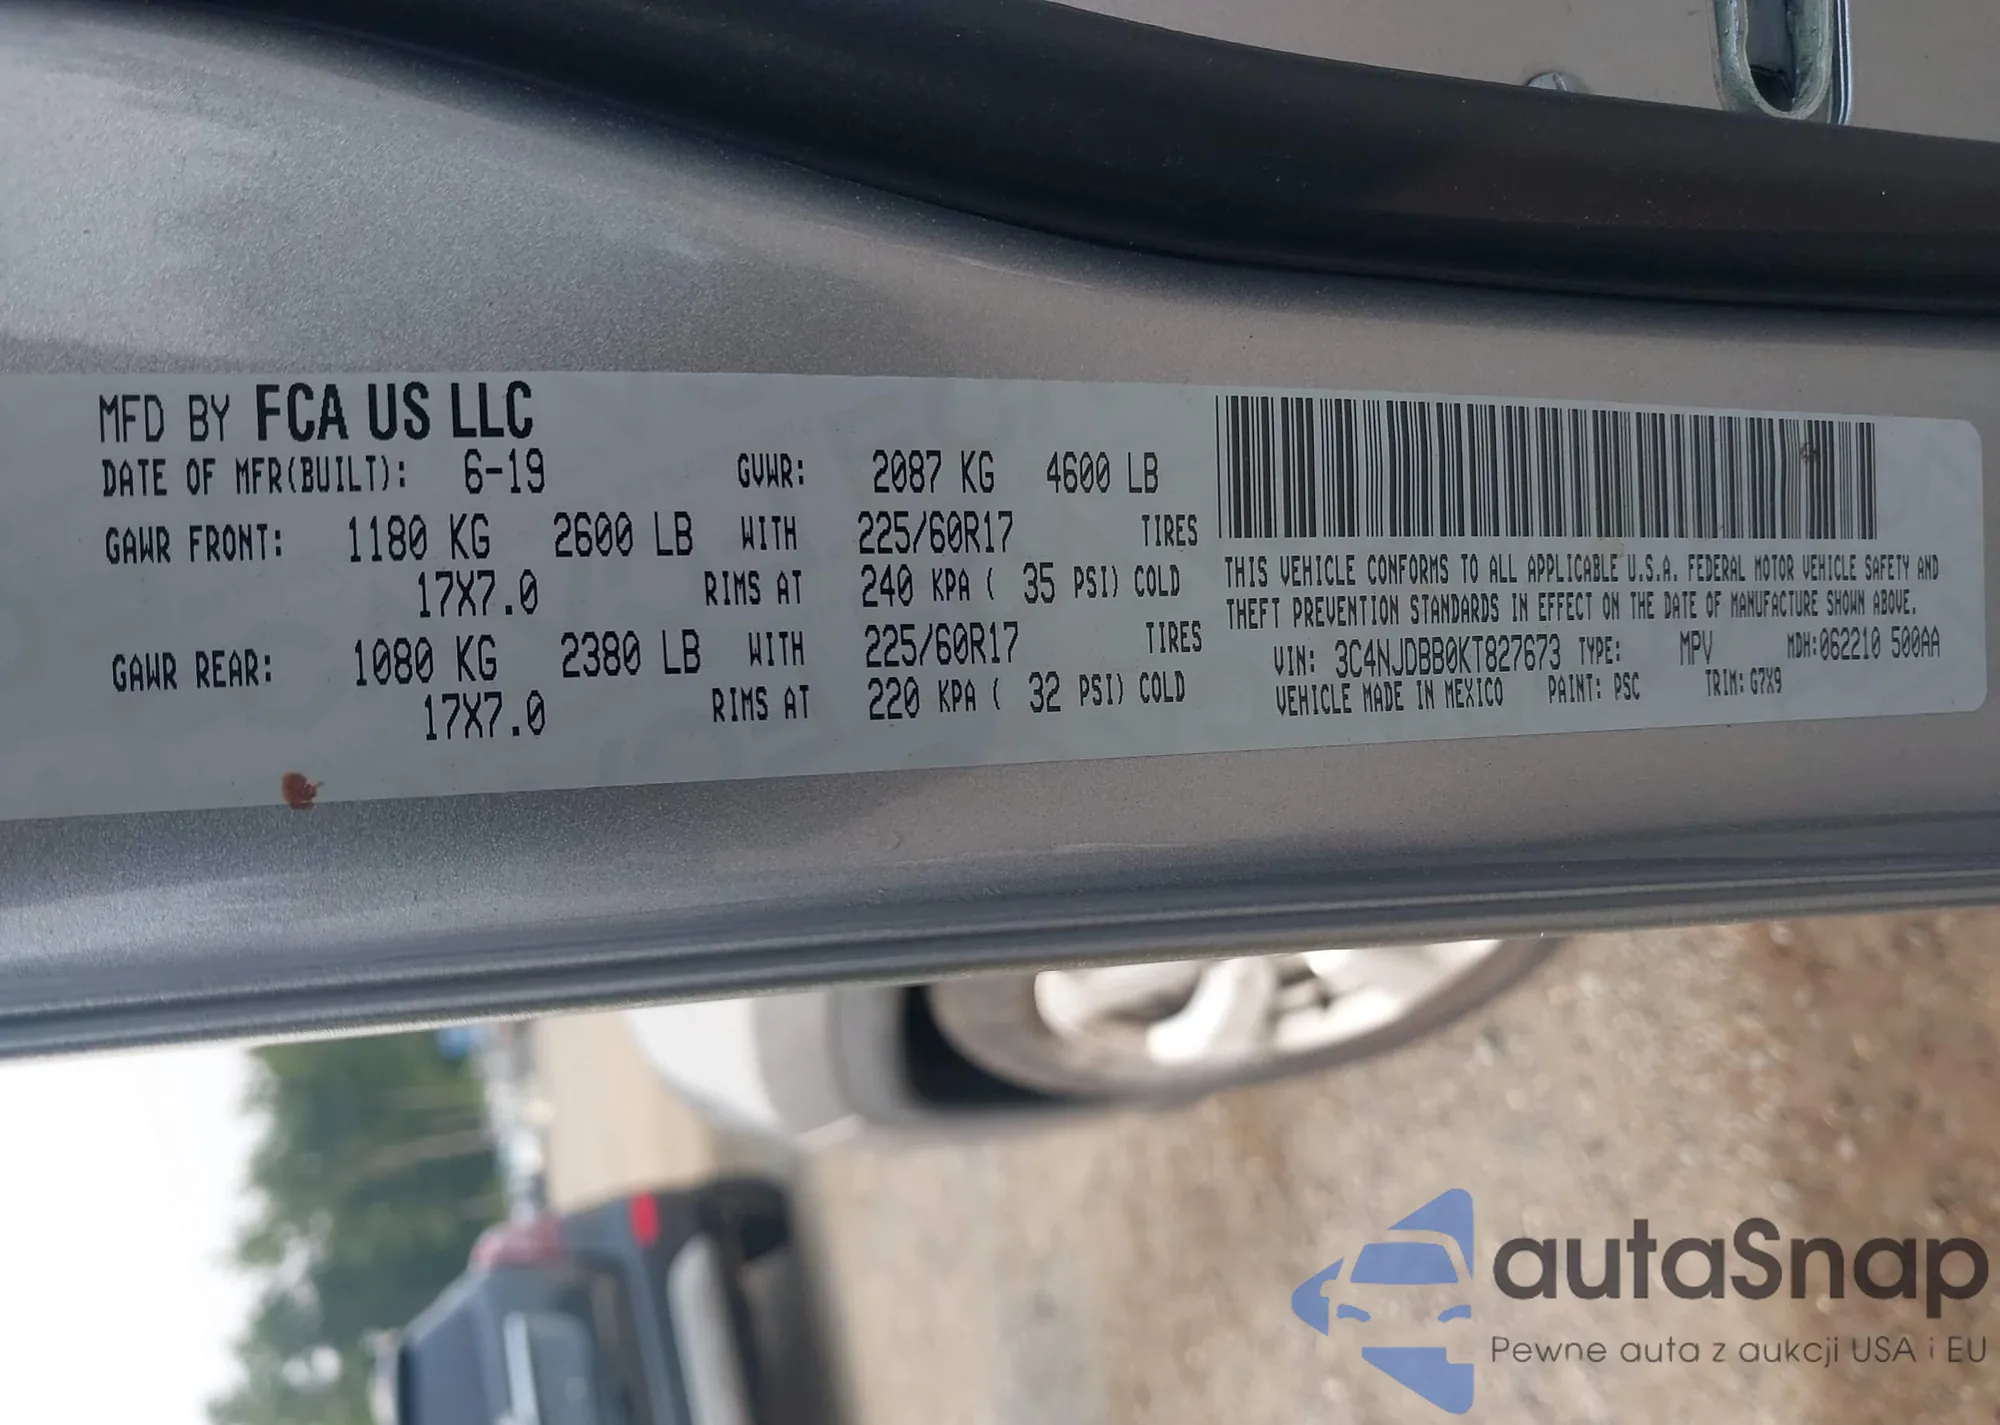 MFD BY FCA US LLC
DATE OF MFR(BUILT): 6-19 GVWR: 2087 KG 4600 LB
GAWR FRONT: 1180 KG 2600 LB WITH 225/60R17 TIRES
17X7.0 RIMS AT 240 KPA ( 35 PSI) COLD
GAWR REAR: 1080 KG 2380 LB WITH 225/60R17 TIRES
17X7.0 RIMS AT 220 KPA ( 32 PSI) COLD
THIS VEHICLE CONFORMS TO ALL APPLICABLE U.S.A. FEDERAL MOTOR VEHICLE SAFETY AND
THEFT PREVENTION STANDARDS IN EFFECT ON THE DATE OF MANUFACTURE SHOWN ABOVE.
VIN: 3C4NJDBB0KT827673 TYPE: MPV MDH:062210 500AA
VEHICLE MADE IN MEXICO PAINT: PSC TRIM: G7X9
autaSnap
Pewne auta z aukcji USA i EU